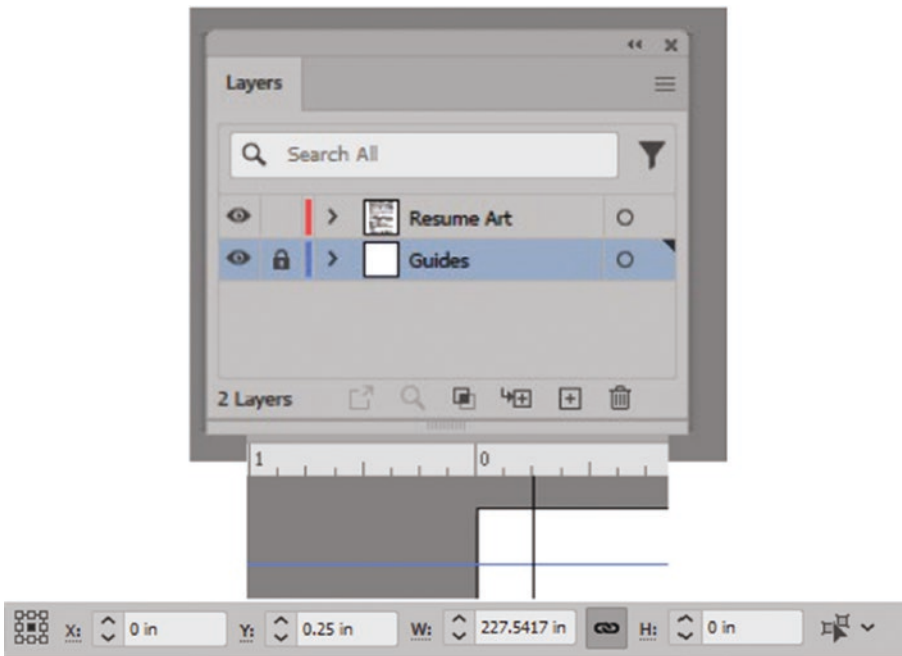 Layers
Search All
Resume Art
Guides
2 Layers
1 0
X: 0 in Y: 0.25 in W: 227.5417 in H: 0 in